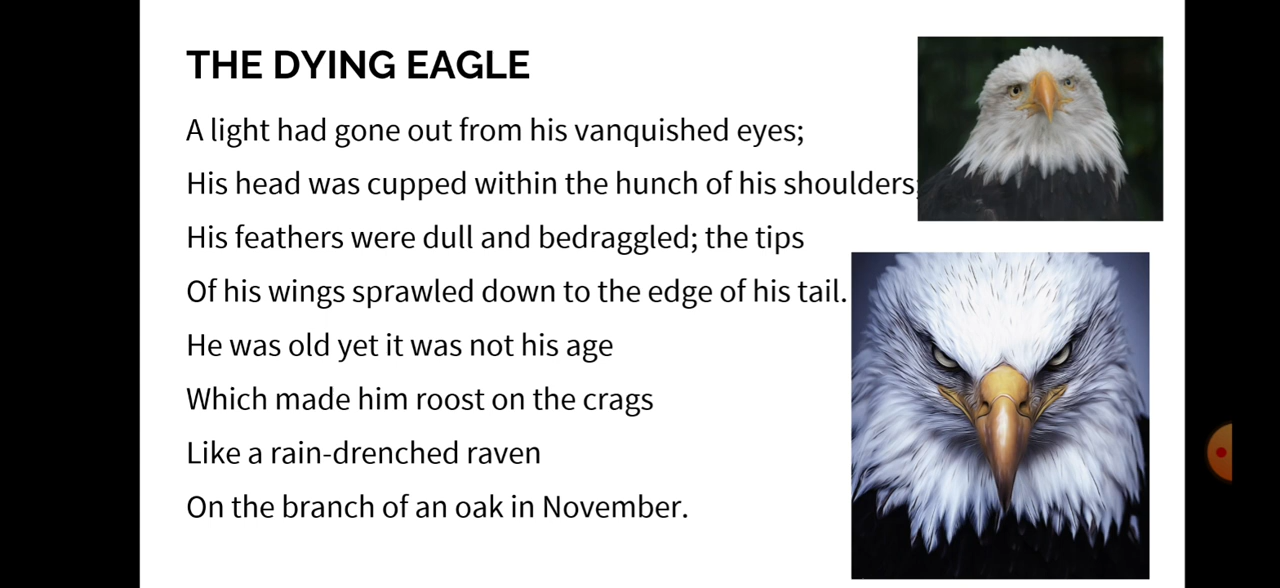 THE DYING EAGLE
A light had gone out from his vanquished eyes;
His head was cupped within the hunch of his shoulders;
His feathers were dull and bedraggled; the tips
Of his wings sprawled down to the edge of his tail.
He was old yet it was not his age
Which made him roost on the crags
Like a rain-drenched raven
On the branch of an oak in November.